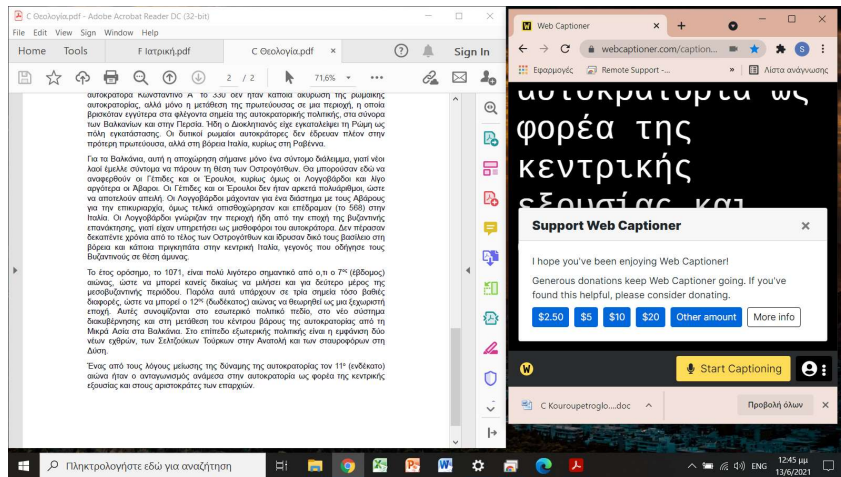 C Θεολογία.pdf - Adobe Acrobat Reader DC (32-bit)
File Edit View Sign Window Help
Home Tools F Ιατρική.pdf C Θεολογία.pdf × ? Sign In
2 / 2 71,6%
αυτοκράτορα Κωνσταντίνο Α΄ το 330 δεν ήταν κάποια ακύρωση της ρωμαϊκής
αυτοκρατορίας, αλλά μόνο η μετάθεση της πρωτεύουσας σε μια περιοχή, η οποία
βρισκόταν εγγύτερα στα φλέγοντα σημεία της αυτοκρατορικής πολιτικής, στα σύνορα
των Βαλκανίων και στην Περσία. Ήδη ο Διοκλητιανός είχε εγκαταλείψει τη Ρώμη ως
πόλη εγκατάστασης. Οι δυτικοί ρωμαίοι αυτοκράτορες δεν έδρευαν πλέον στην
πρότερη πρωτεύουσα, αλλά στη βόρεια Ιταλία, κυρίως στη Ραβέννα.
Για τα Βαλκάνια, αυτή η αποχώρηση σήμαινε μόνο ένα σύντομο διάλειμμα, γιατί νέοι
λαοί έμελλε σύντομα να πάρουν τη θέση των Οστρογότθων. Θα μπορούσαν εδώ να
αναφερθούν οι Γέπιδες και οι Έρουλοι, κυρίως όμως οι Λογγοβάρδοι και λίγο
αργότερα οι Άβαροι. Οι Γέπιδες και οι Έρουλοι δεν ήταν αρκετά πολυάριθμοι, ώστε
να αποτελούν απειλή. Οι Λογγοβάρδοι μάχονταν για ένα διάστημα με τους Αβάρους
για την επικυριαρχία, όμως τελικά οπισθοχώρησαν και επέδραμαν (το 568) στην
Ιταλία. Οι Λογγοβάρδοι γνώριζαν την περιοχή ήδη από την εποχή της βυζαντινής
επανάκτησης, γιατί είχαν υπηρετήσει ως μισθοφόροι του αυτοκράτορα. Δεν πέρασαν
δεκαπέντε χρόνια από το τέλος των Οστρογότθων και ίδρυσαν δικό τους βασίλειο στη
βόρεια και κάποια πριγκηπάτα στην κεντρική Ιταλία, γεγονός που οδήγησε τους
Βυζαντινούς σε θέση άμυνας.
Το έτος ορόσημο, το 1071, είναι πολύ λιγότερο σημαντικό από ο,τι ο 7ος (έβδομος)
αιώνας, ώστε να μπορεί κανείς δικαίως να μιλήσει και για δεύτερο μέρος της
μεσοβυζαντινής περιόδου. Παρόλα αυτά υπάρχουν σε τρία σημεία τόσο βαθιές
διαφορές, ώστε να μπορεί ο 12ος (δωδέκατος) αιώνας να θεωρηθεί ως μια ξεχωριστή
εποχή. Αυτές συνοψίζονται στο εσωτερικό πολιτικό πεδίο, στο νέο σύστημα
διακυβέρνησης και στη μετάθεση του κέντρου βάρους της αυτοκρατορίας από τη
Μικρά Ασία στα Βαλκάνια. Στο επίπεδο εξωτερικής πολιτικής είναι η εμφάνιση δύο
νέων εχθρών, των Σελτζούκων Τούρκων στην Ανατολή και των σταυροφόρων στη
Δύση.
Ένας από τους λόγους μείωσης της δύναμης της αυτοκρατορίας τον 11ο (ενδέκατο)
αιώνα ήταν ο ανταγωνισμός ανάμεσα στην αυτοκρατορία ως φορέα της κεντρικής
εξουσίας και στους αριστοκράτες των επαρχιών.
Web Captioner
webcaptioner.com/caption...
S
Εφαρμογές Remote Support -... » Λίστα ανάγνωσης
αυτοκρατορία ως
φορέα της
κεντρικής
εξουσίας και
Support Web Captioner ×
I hope you've been enjoying Web Captioner!
Generous donations keep Web Captioner going. If you've
found this helpful, please consider donating.
$2.50 $5 $10 $20 Other amount More info
W Start Captioning
C Kouroupetroglo....doc Προβολή όλων ×
Πληκτρολογήστε εδώ για αναζήτηση
ENG 12:45 μμ
13/6/2021